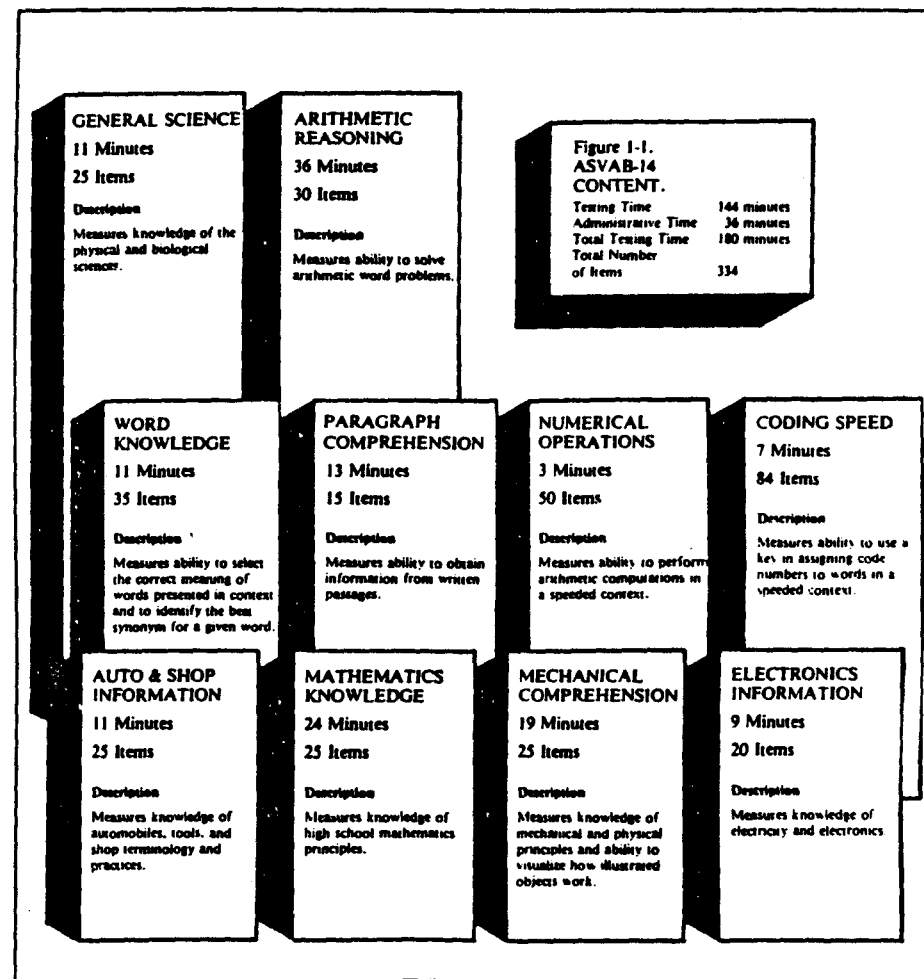 GENERAL SCIENCE
11 Minutes
25 Items
Description
Measures knowledge of the
physical and biological
sciences.
ARITHMETIC
REASONING
36 Minutes
30 Items
Description
Measures ability to solve
arithmetic word problems.
Figure 1-1.
ASVAB-14
CONTENT.
Testing Time 144 minutes
Administrative Time 36 minutes
Total Testing Time 180 minutes
Total Number
of Items 334
WORD
KNOWLEDGE
11 Minutes
35 Items
Description
Measures ability to select
the correct meaning of
words presented in context
and to identify the best
synonym for a given word.
PARAGRAPH
COMPREHENSION
13 Minutes
15 Items
Description
Measures ability to obtain
information from written
passages.
NUMERICAL
OPERATIONS
3 Minutes
50 Items
Description
Measures ability to perform
arithmetic computations in
a speeded context.
CODING SPEED
7 Minutes
84 Items
Description
Measures ability to use a
key in assigning code
numbers to words in a
speeded context.
AUTO & SHOP
INFORMATION
11 Minutes
25 Items
Description
Measures knowledge of
automobiles, tools, and
shop terminology and
practices.
MATHEMATICS
KNOWLEDGE
24 Minutes
25 Items
Description
Measures knowledge of
high school mathematics
principles.
MECHANICAL
COMPREHENSION
19 Minutes
25 Items
Description
Measures knowledge of
mechanical and physical
principles and ability to
visualize how illustrated
objects work.
ELECTRONICS
INFORMATION
9 Minutes
20 Items
Description
Measures knowledge of
electricity and electronics.